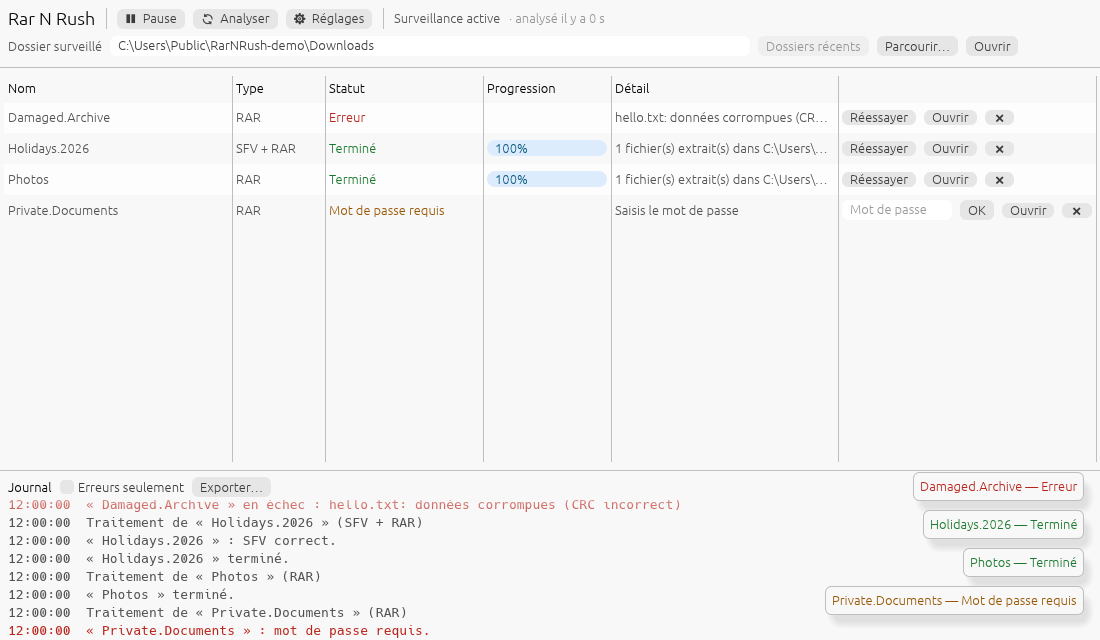 Rar N Rush Pause Analyser Réglages Surveillance active · analysé il y a 0 s
Dossier surveillé C:\Users\Public\RarNRush-demo\Downloads Dossiers récents Parcourir... Ouvrir
Nom Type Statut Progression Détail
Damaged.Archive RAR Erreur hello.txt: données corrompues (CR... Réessayer Ouvrir ×
Holidays.2026 SFV + RAR Terminé 100% 1 fichier(s) extrait(s) dans C:\Users\... Réessayer Ouvrir ×
Photos RAR Terminé 100% 1 fichier(s) extrait(s) dans C:\Users\... Réessayer Ouvrir ×
Private.Documents RAR Mot de passe requis Saisis le mot de passe Mot de passe OK Ouvrir ×
Journal Erreurs seulement Exporter...
12:00:00 « Damaged.Archive » en échec : hello.txt: données corrompues (CRC incorrect)
12:00:00 Traitement de « Holidays.2026 » (SFV + RAR)
12:00:00 « Holidays.2026 » : SFV correct.
12:00:00 « Holidays.2026 » terminé.
12:00:00 Traitement de « Photos » (RAR)
12:00:00 « Photos » terminé.
12:00:00 Traitement de « Private.Documents » (RAR)
12:00:00 « Private.Documents » : mot de passe requis.
Damaged.Archive — Erreur
Holidays.2026 — Terminé
Photos — Terminé
Private.Documents — Mot de passe requis